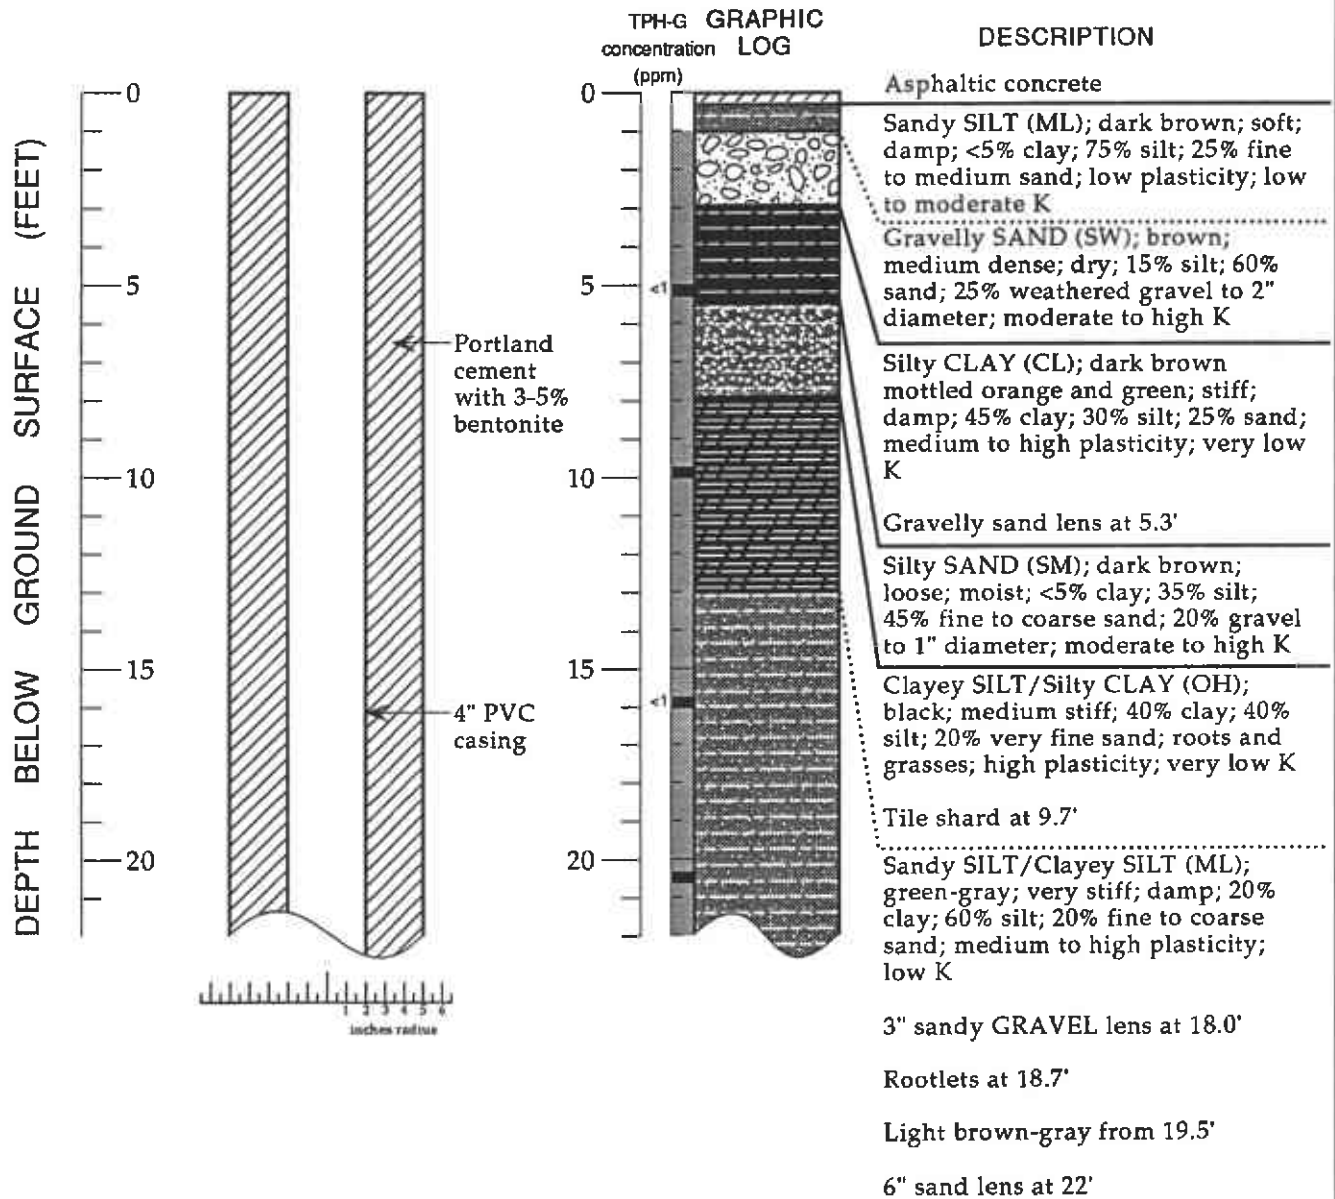 TPH-G
concentration
(ppm)
GRAPHIC
LOG
DESCRIPTION
DEPTH BELOW GROUND SURFACE (FEET)
0
5
10
15
20
Portland
cement
with 3-5%
bentonite
4" PVC
casing
1 2 3 4 5 6
inches radius
0
5
10
15
20
<1
<1
Asphaltic concrete
Sandy SILT (ML); dark brown; soft;
damp; <5% clay; 75% silt; 25% fine
to medium sand; low plasticity; low
to moderate K
Gravelly SAND (SW); brown;
medium dense; dry; 15% silt; 60%
sand; 25% weathered gravel to 2"
diameter; moderate to high K
Silty CLAY (CL); dark brown
mottled orange and green; stiff;
damp; 45% clay; 30% silt; 25% sand;
medium to high plasticity; very low
K
Gravelly sand lens at 5.3'
Silty SAND (SM); dark brown;
loose; moist; <5% clay; 35% silt;
45% fine to coarse sand; 20% gravel
to 1" diameter; moderate to high K
Clayey SILT/Silty CLAY (OH);
black; medium stiff; 40% clay; 40%
silt; 20% very fine sand; roots and
grasses; high plasticity; very low K
Tile shard at 9.7'
Sandy SILT/Clayey SILT (ML);
green-gray; very stiff; damp; 20%
clay; 60% silt; 20% fine to coarse
sand; medium to high plasticity;
low K
3" sandy GRAVEL lens at 18.0'
Rootlets at 18.7'
Light brown-gray from 19.5'
6" sand lens at 22'